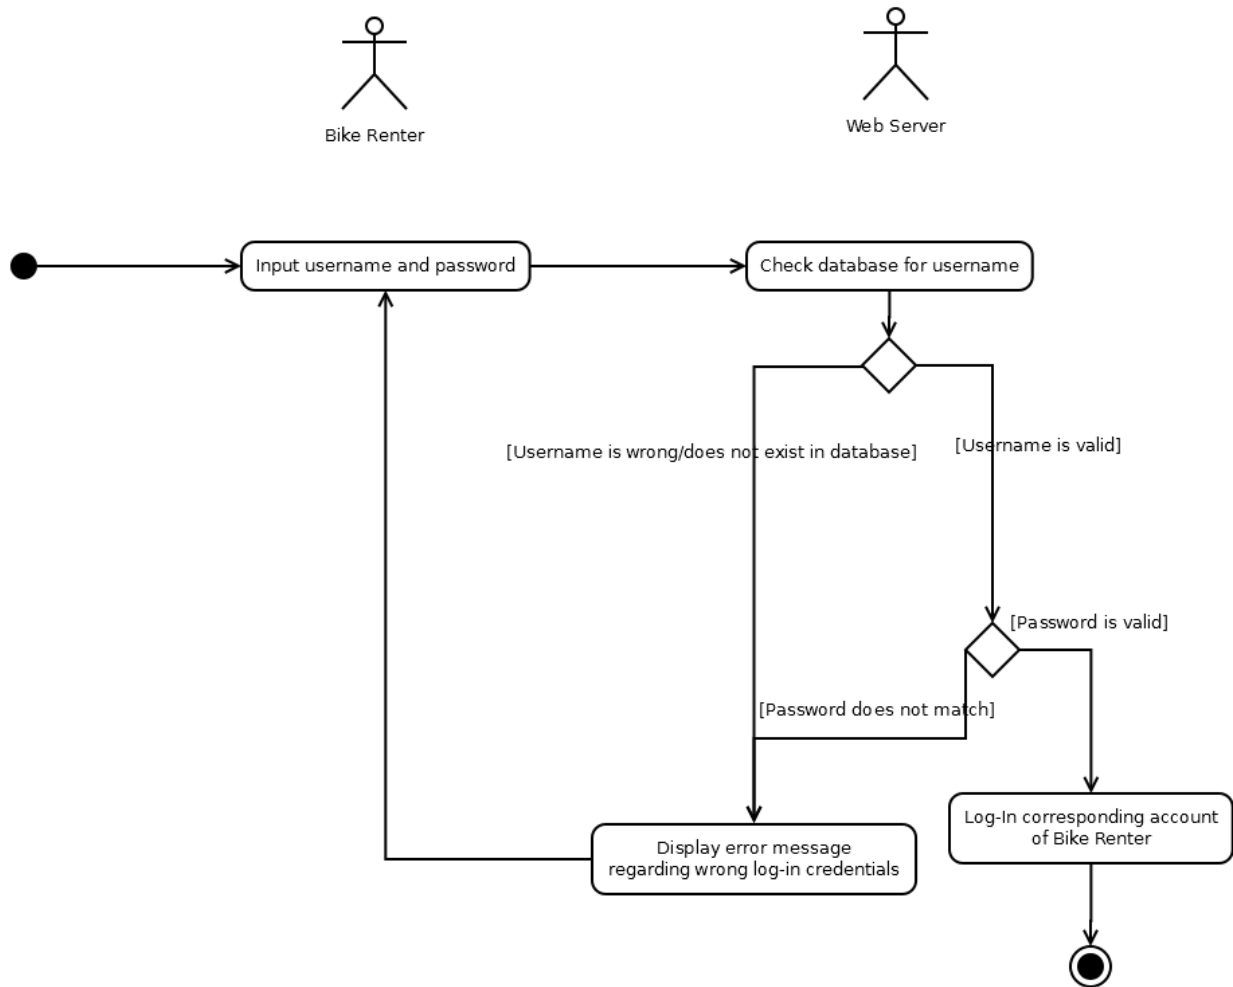 Bike Renter
Web Server
Input username and password
Check database for username
[Username is wrong/does not exist in database]
[Username is valid]
[Password is valid]
[Password does not match]
Log-In corresponding account
of Bike Renter
Display error message
regarding wrong log-in credentials